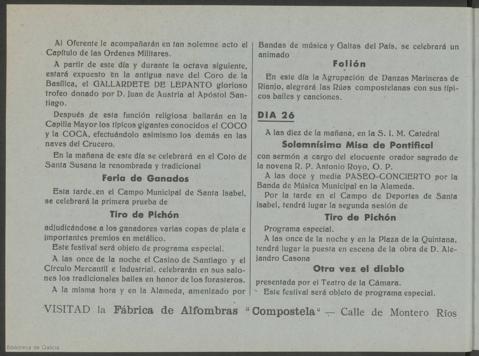 Al Oferente le acompañarán en tan solemne acto el
Capítulo de las Ordenes Militares.
A partir de este día y durante la octava siguiente,
estará expuesto en la antigua nave del Coro de la
Basílica, el GALLARDETE DE LEPANTO glorioso
trofeo donado por D. Juan de Austria al Apóstol San-
tiago.
Después de esta función religiosa bailarán en la
Capilla Mayor los típicos gigantes conocidos el COCO
y la COCA, efectuándolo asimismo los demás en las
naves del Crucero.
En la mañana de este día se celebrará en el Coto de
Santa Susana la renombrada y tradicional
Feria de Ganados
Esta tarde en el Campo Municipal de Santa Isabel,
se celebrará la primera prueba de
Tiro de Pichón
adjudicándose a los ganadores varias copas de plata e
importantes premios en metálico.
Este festival será objeto de programa especial.
A las once de la noche el Casino de Santiago y el
Círculo Mercantil e Industrial, celebrarán en sus salo-
nes los tradicionales bailes en honor de los forasteros.
A la misma hora y en la Alameda, amenizado por
Bandas de música y Gaitas del País, se celebrará un
animado
Folión
En este día la Agrupación de Danzas Marineras de
Rianjo, alegrará las Rúas compostelanas con sus típi-
cos bailes y canciones.
DIA 26
A las diez de la mañana, en la S. I. M. Catedral
Solemnísima Misa de Pontifical
con sermón a cargo del elocuente orador sagrado de
la novena R. P. Antonio Royo, O. P.
A las doce y media PASEO-CONCIERTO por la
Banda de Música Municipal en la Alameda.
Por la tarde en el Campo de Deportes de Santa
Isabel, tendrá lugar la segunda sesión de
Tiro de Pichón
Programa especial.
A las once de la noche y en la Plaza de la Quintana,
tendrá lugar la puesta en escena de la obra de D. Ale-
jandro Casona
Otra vez el diablo
presentada por el Teatro de la Cámara.
Este festival será objeto de programa especial.
VISITAD la Fábrica de Alfombras "Compostela" — Calle de Montero Ríos
Biblioteca de Galicia